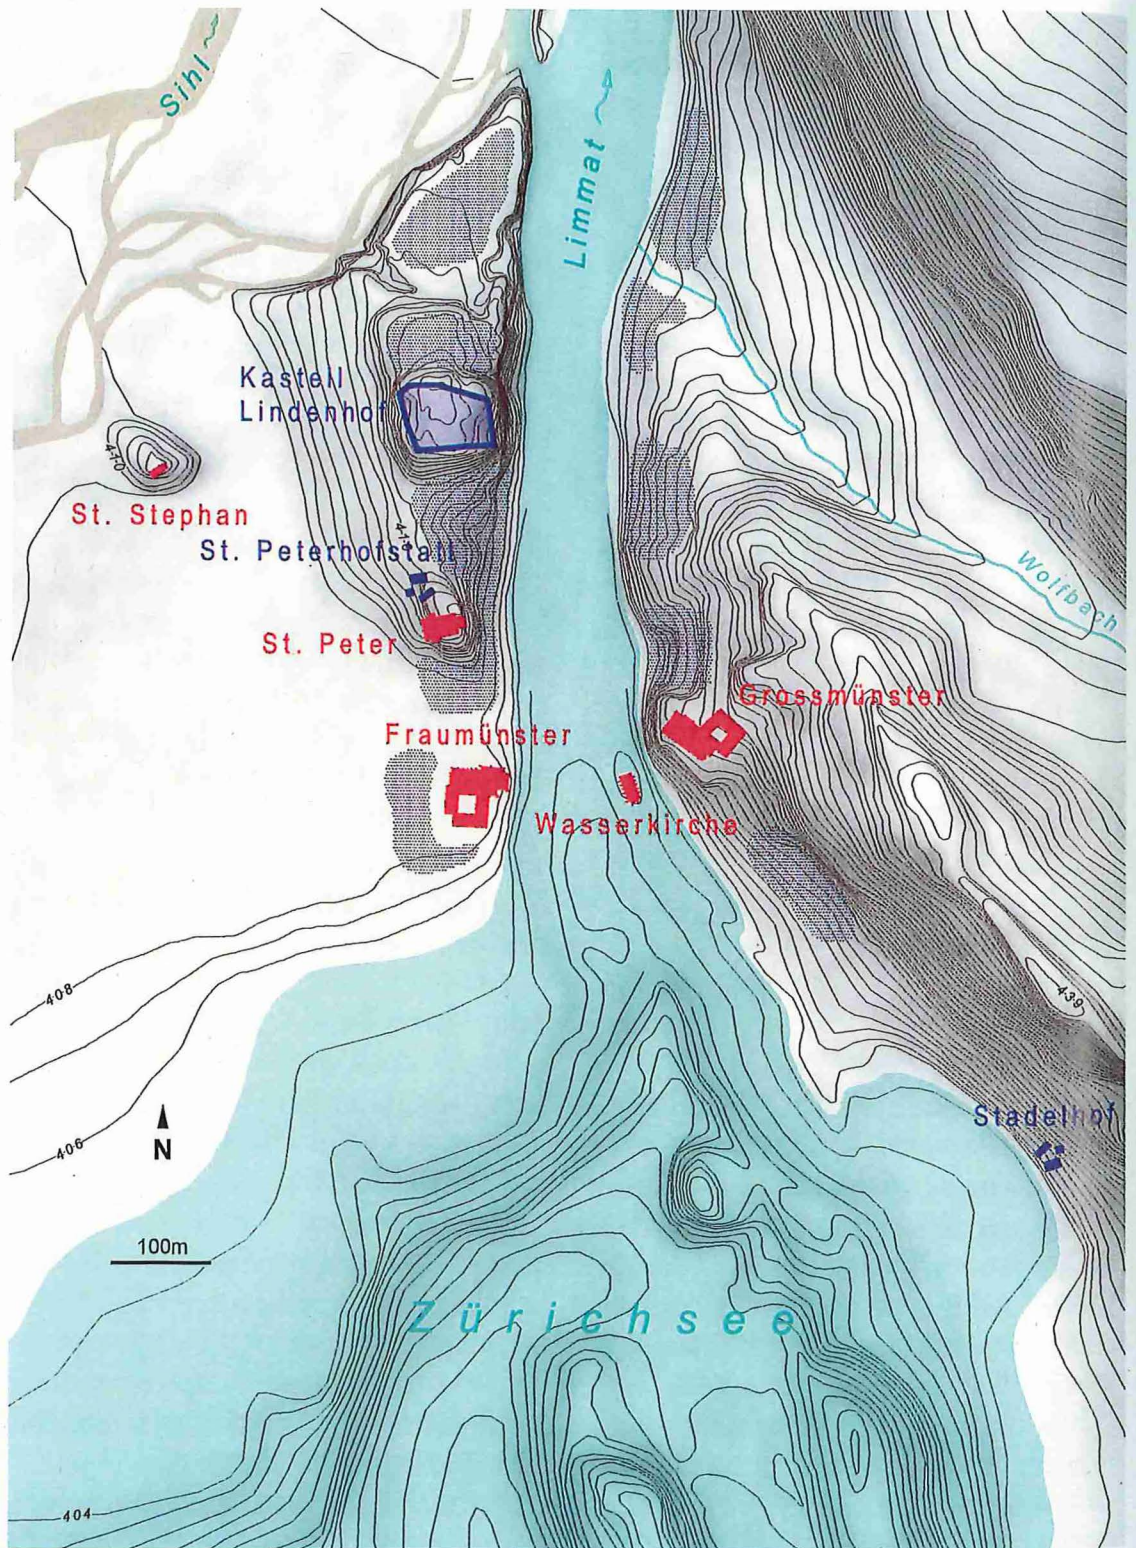 Sihl
Limmat
Kastell
Lindenhof
410
St. Stephan
St. Peterhofstatt
St. Peter
Wolfbach
Grossmünster
Fraumünster
Wasserkirche
408
439
406
N
Stadelhof
100m
Zürichsee
404